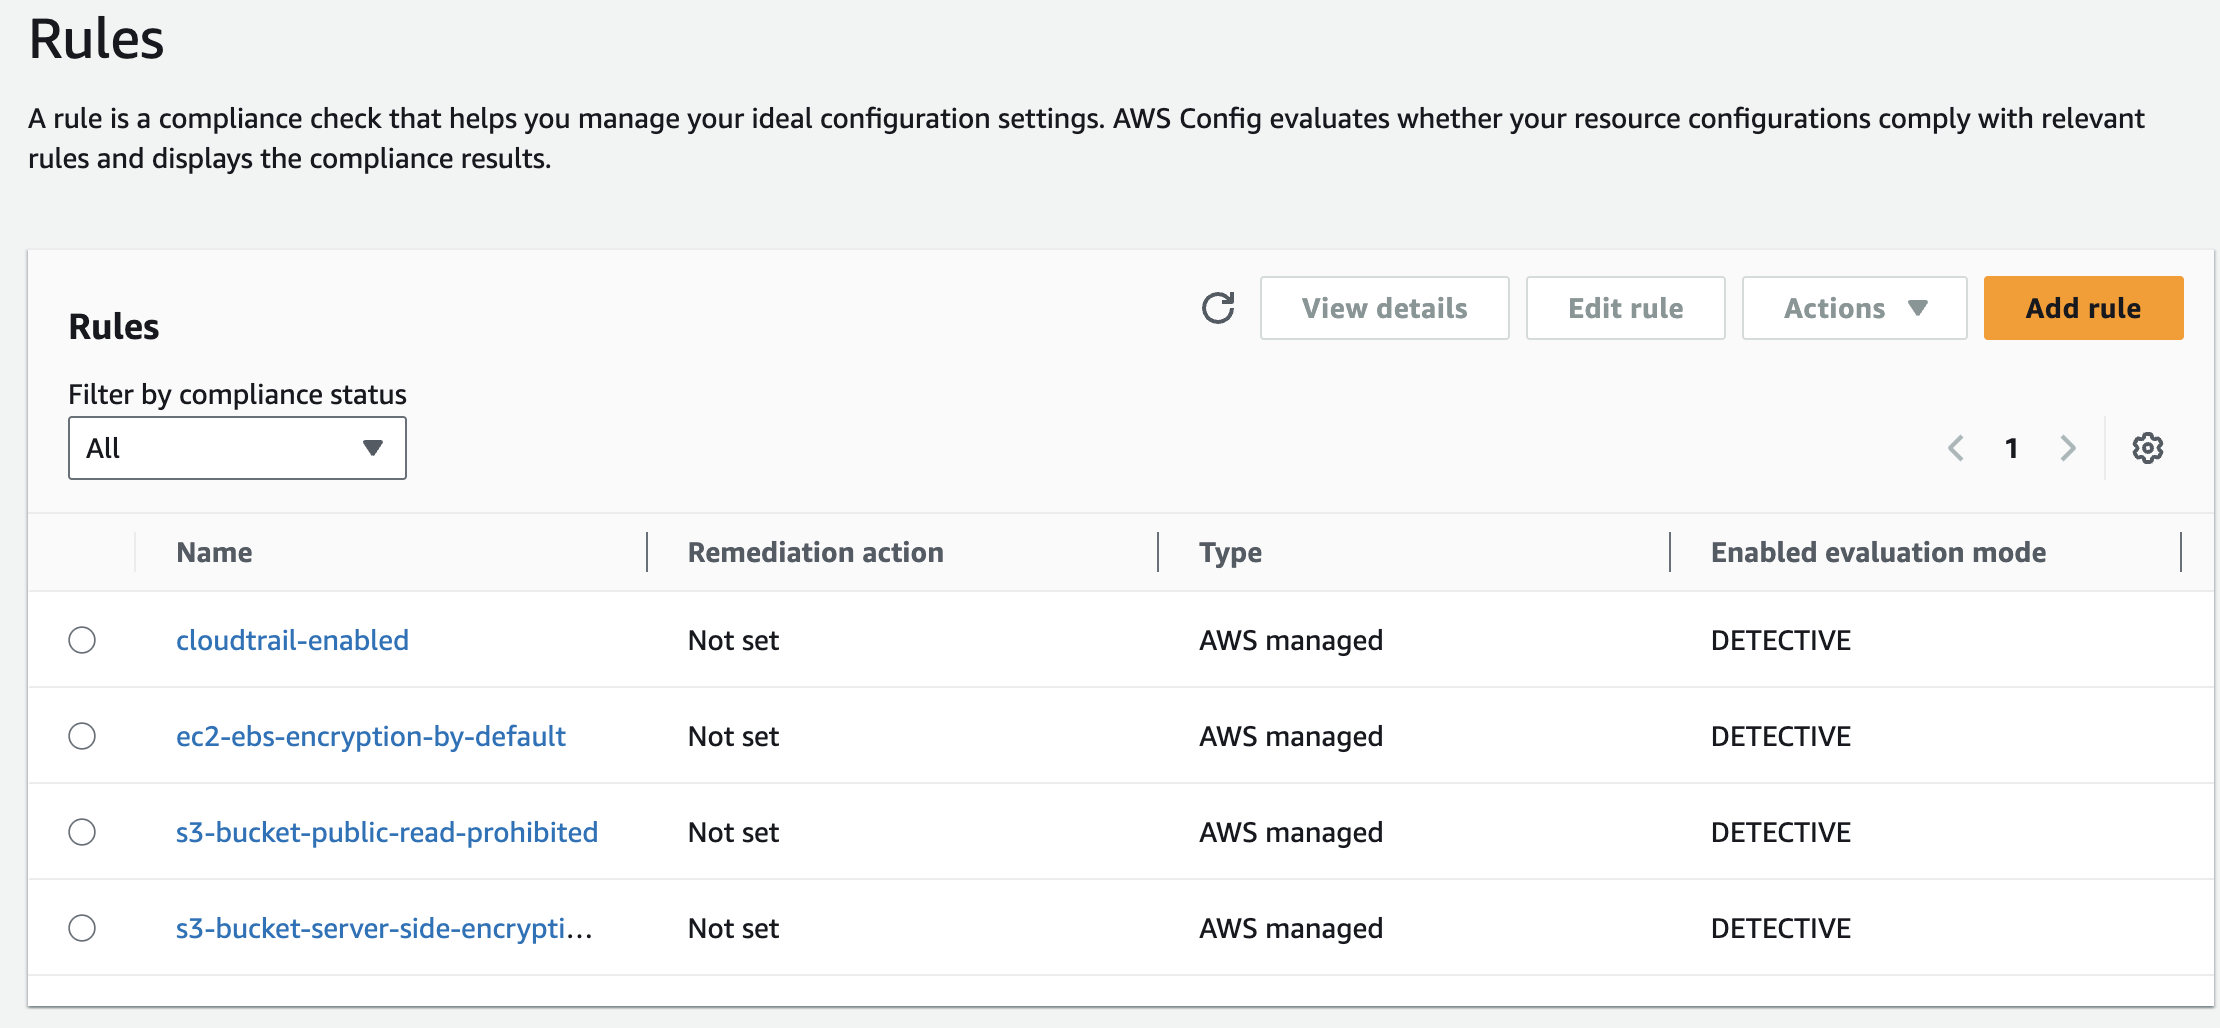 Rules
A rule is a compliance check that helps you manage your ideal configuration settings. AWS Config evaluates whether your resource configurations comply with relevant
rules and displays the compliance results.
Rules
View details
Edit rule
Actions
Add rule
Filter by compliance status
All
1
Name
Remediation action
Type
Enabled evaluation mode
cloudtrail-enabled
Not set
AWS managed
DETECTIVE
ec2-ebs-encryption-by-default
Not set
AWS managed
DETECTIVE
s3-bucket-public-read-prohibited
Not set
AWS managed
DETECTIVE
s3-bucket-server-side-encrypti...
Not set
AWS managed
DETECTIVE